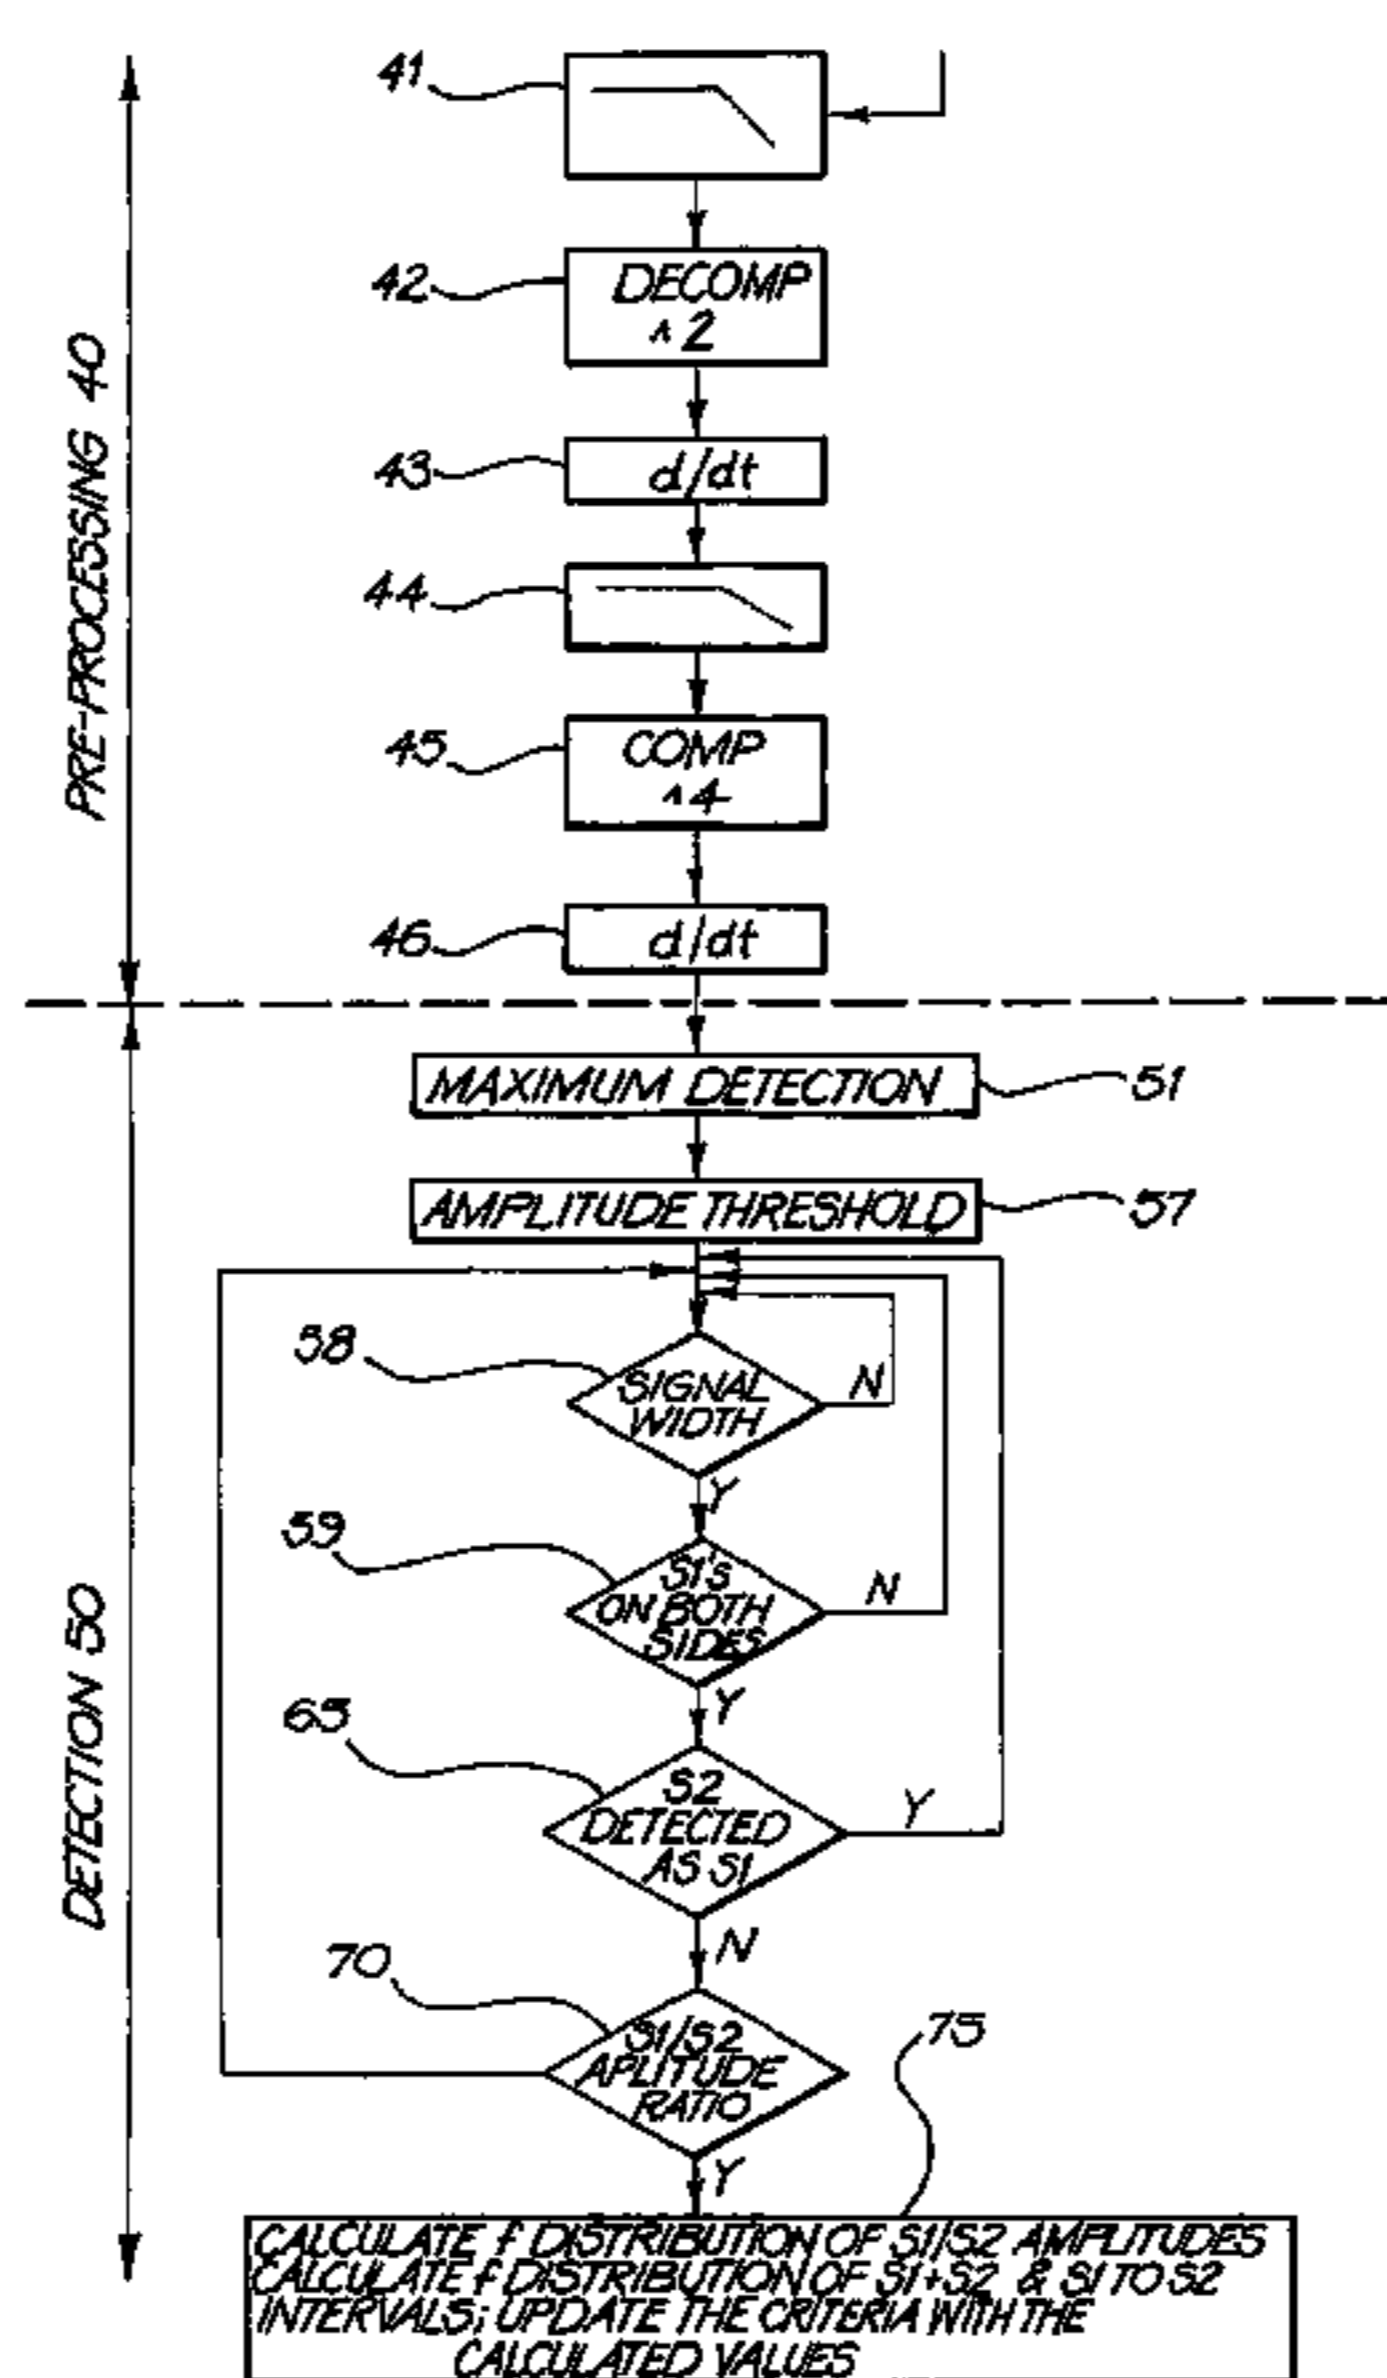 41
42
DECOMP
^2
PRE-PROCESSING 40
43
d/dt
44
45
COMP
^4
46
d/dt
MAXIMUM DETECTION
51
AMPLITUDE THRESHOLD
57
58
SIGNAL
WIDTH
N
Y
59
S1's
ON BOTH
SIDES
N
Y
DETECTION 50
65
S2
DETECTED
AS S1
Y
N
70
S1/S2
APLITUDE
RATIO
Y
75
CALCULATE f DISTRIBUTION OF S1/S2 AMPLITUDES
CALCULATE f DISTRIBUTION OF S1+S2 & S1 TO S2
INTERVALS; UPDATE THE CRITERIA WITH THE
CALCULATED VALUES